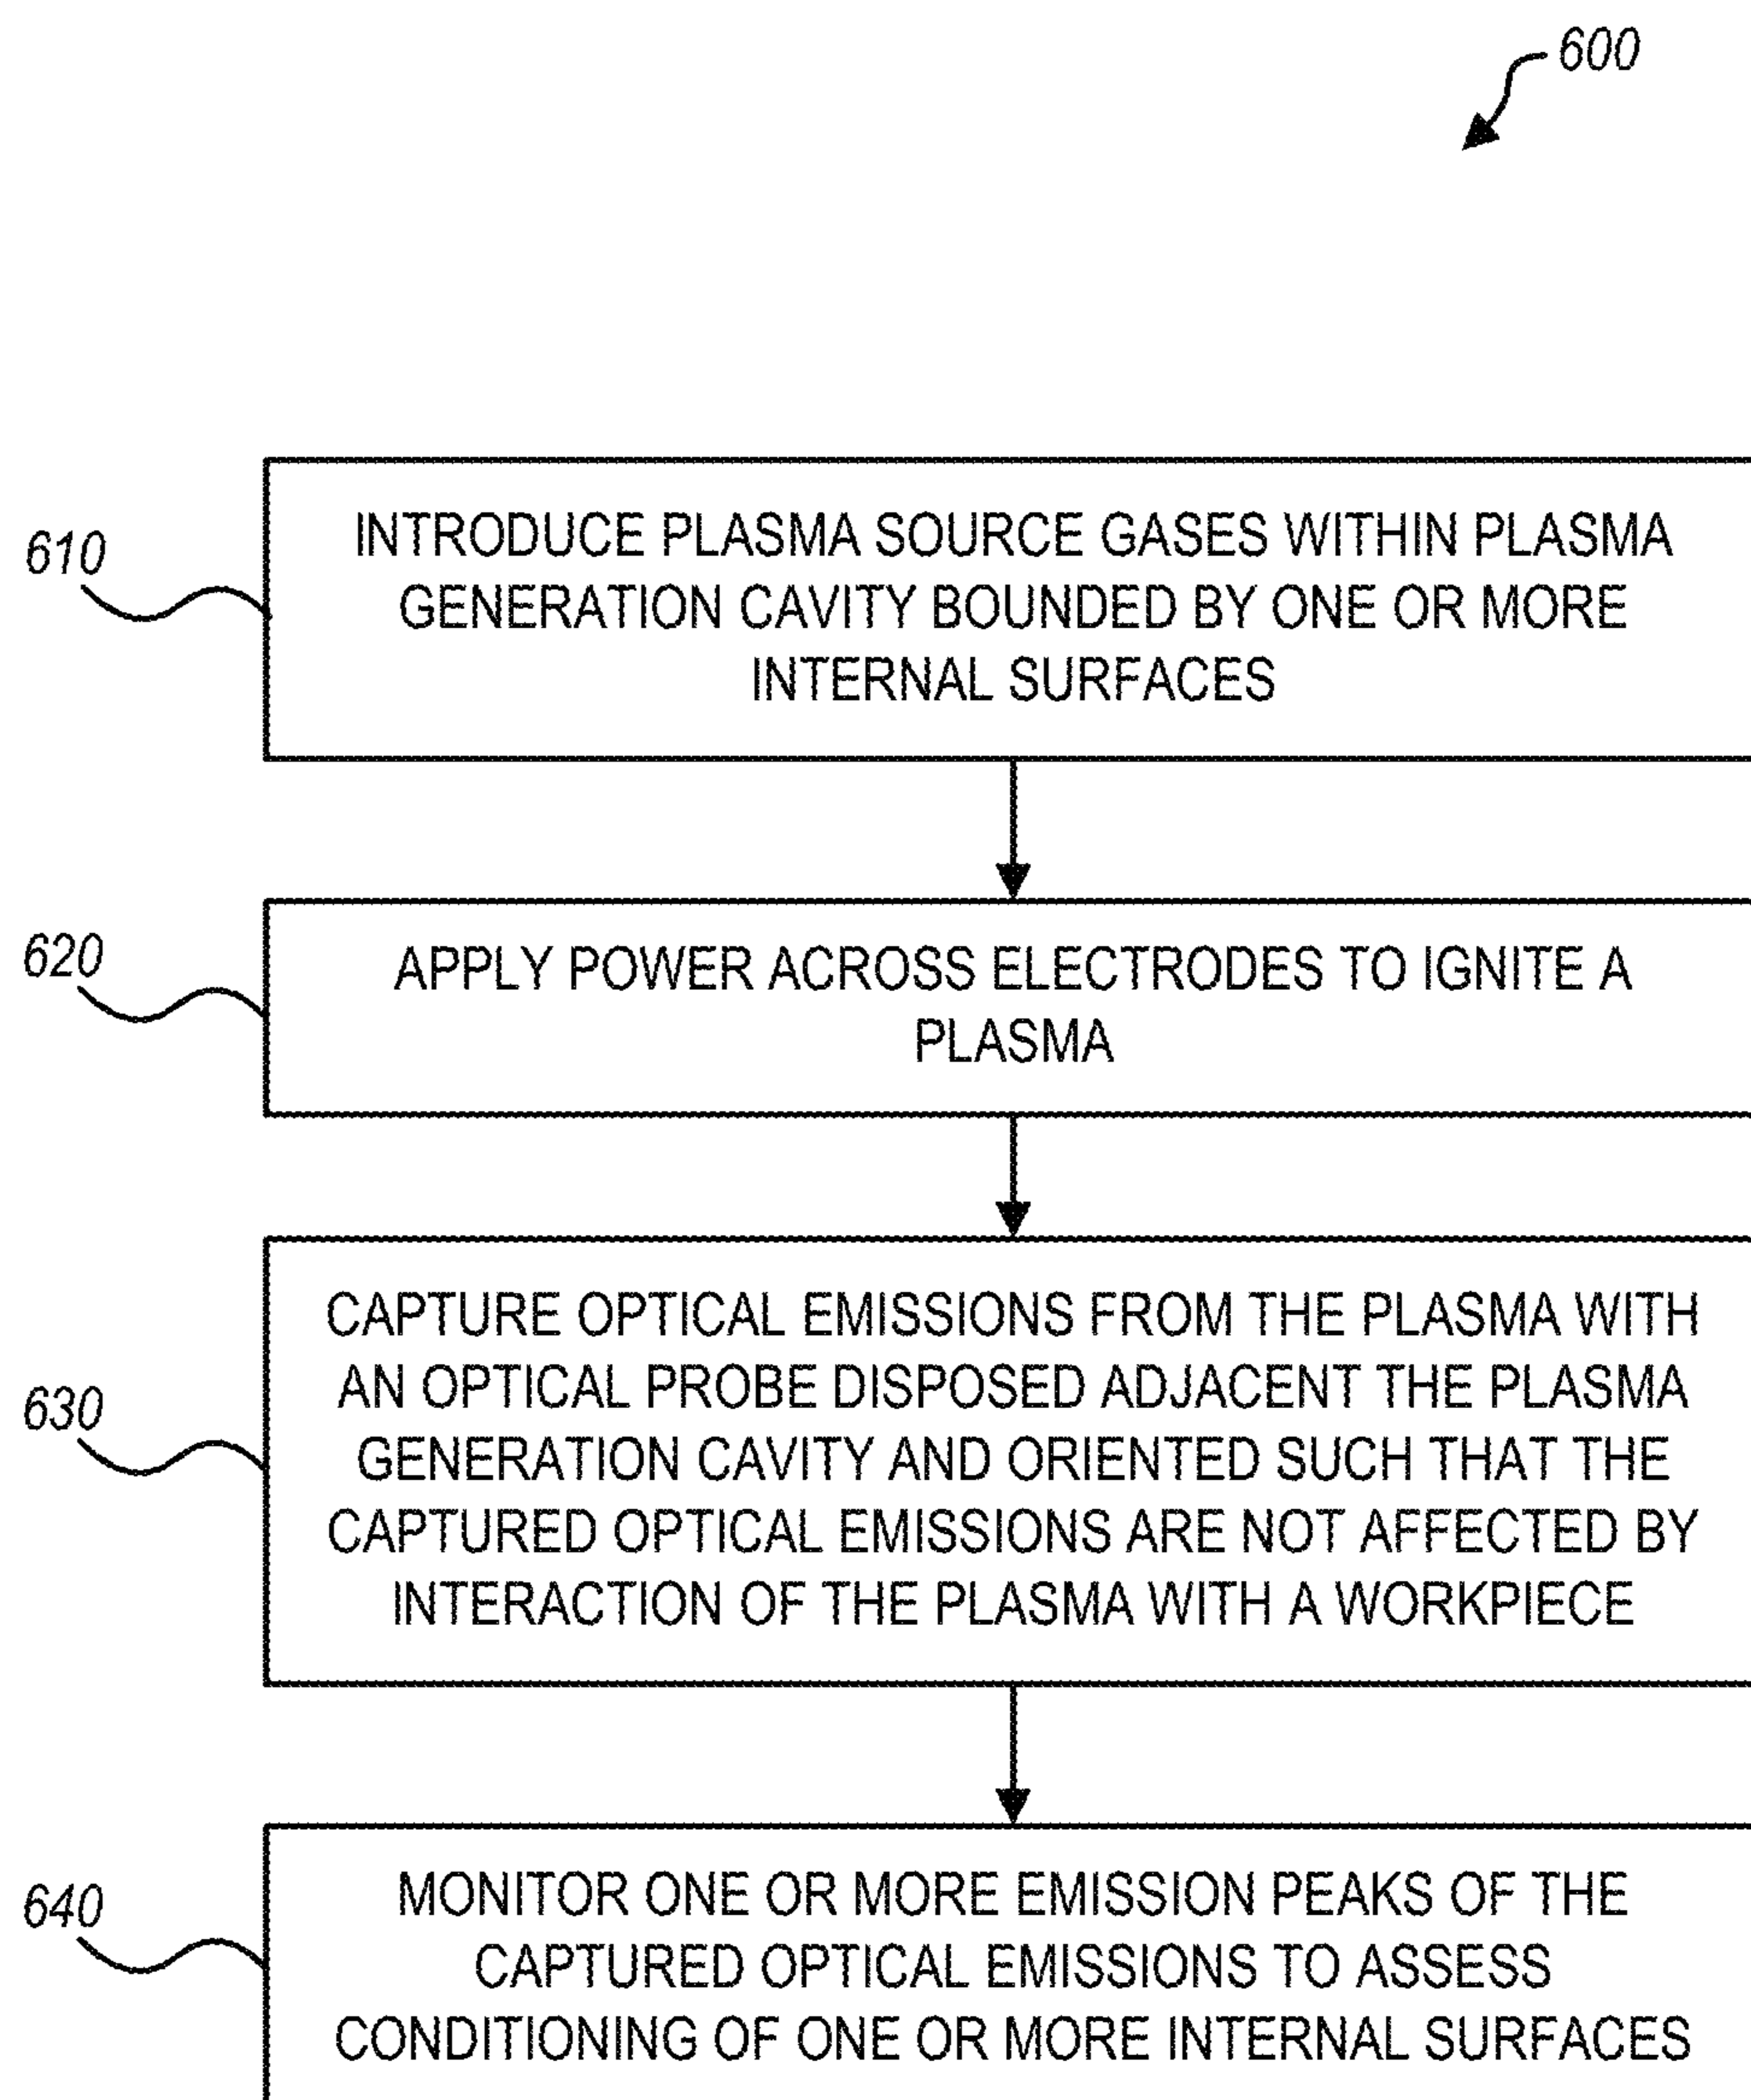 600
610
INTRODUCE PLASMA SOURCE GASES WITHIN PLASMA
GENERATION CAVITY BOUNDED BY ONE OR MORE
INTERNAL SURFACES
620
APPLY POWER ACROSS ELECTRODES TO IGNITE A
PLASMA
630
CAPTURE OPTICAL EMISSIONS FROM THE PLASMA WITH
AN OPTICAL PROBE DISPOSED ADJACENT THE PLASMA
GENERATION CAVITY AND ORIENTED SUCH THAT THE
CAPTURED OPTICAL EMISSIONS ARE NOT AFFECTED BY
INTERACTION OF THE PLASMA WITH A WORKPIECE
640
MONITOR ONE OR MORE EMISSION PEAKS OF THE
CAPTURED OPTICAL EMISSIONS TO ASSESS
CONDITIONING OF ONE OR MORE INTERNAL SURFACES